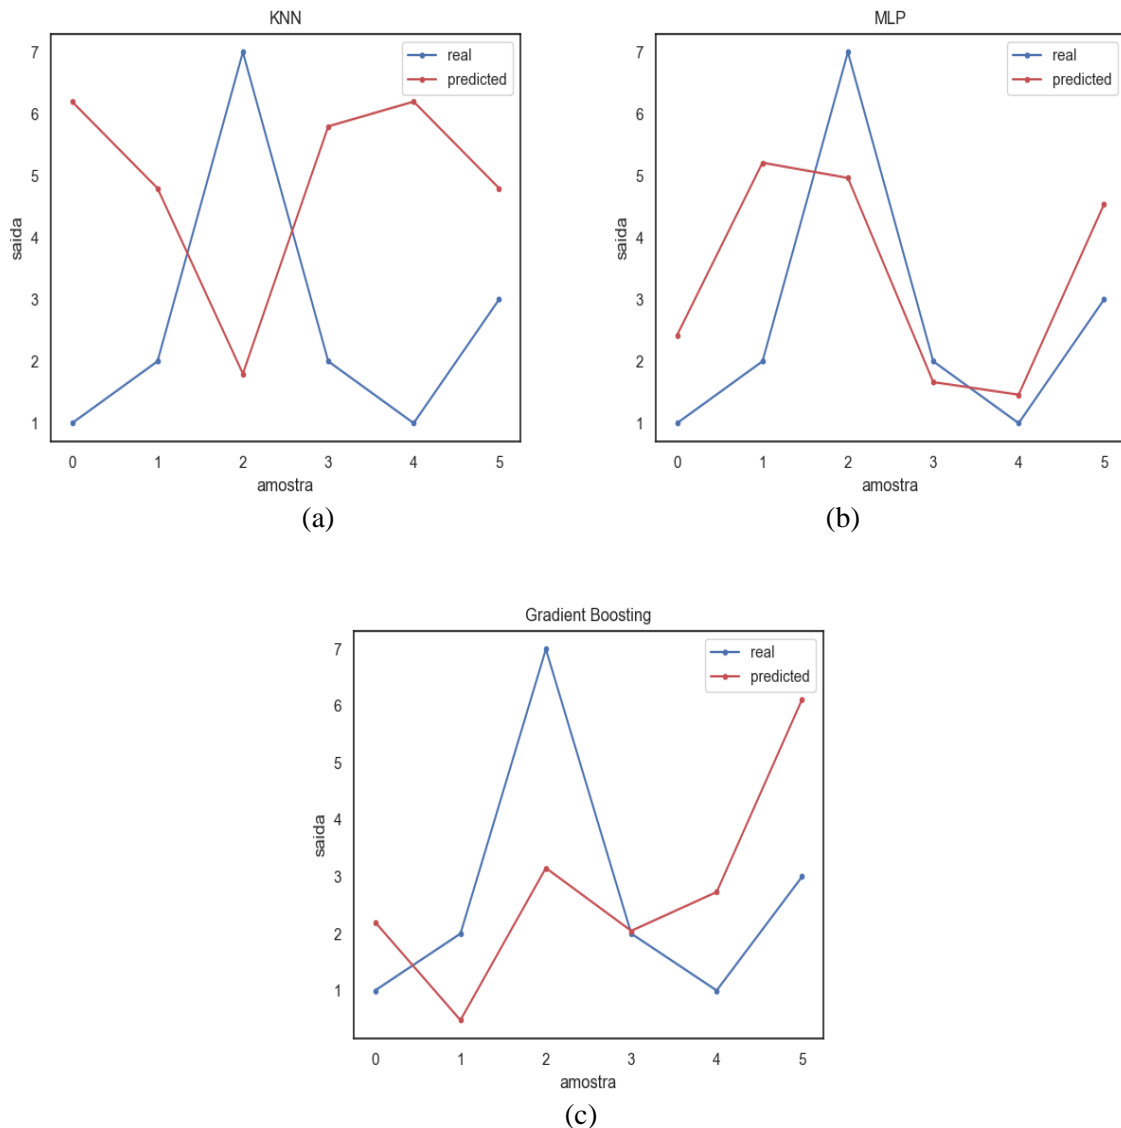 KNN
real
predicted
7
6
5
4
3
2
1
saida
0 1 2 3 4 5
amostra
(a)
MLP
real
predicted
7
6
5
4
3
2
1
saida
0 1 2 3 4 5
amostra
(b)
Gradient Boosting
real
predicted
7
6
5
4
3
2
1
saida
0 1 2 3 4 5
amostra
(c)